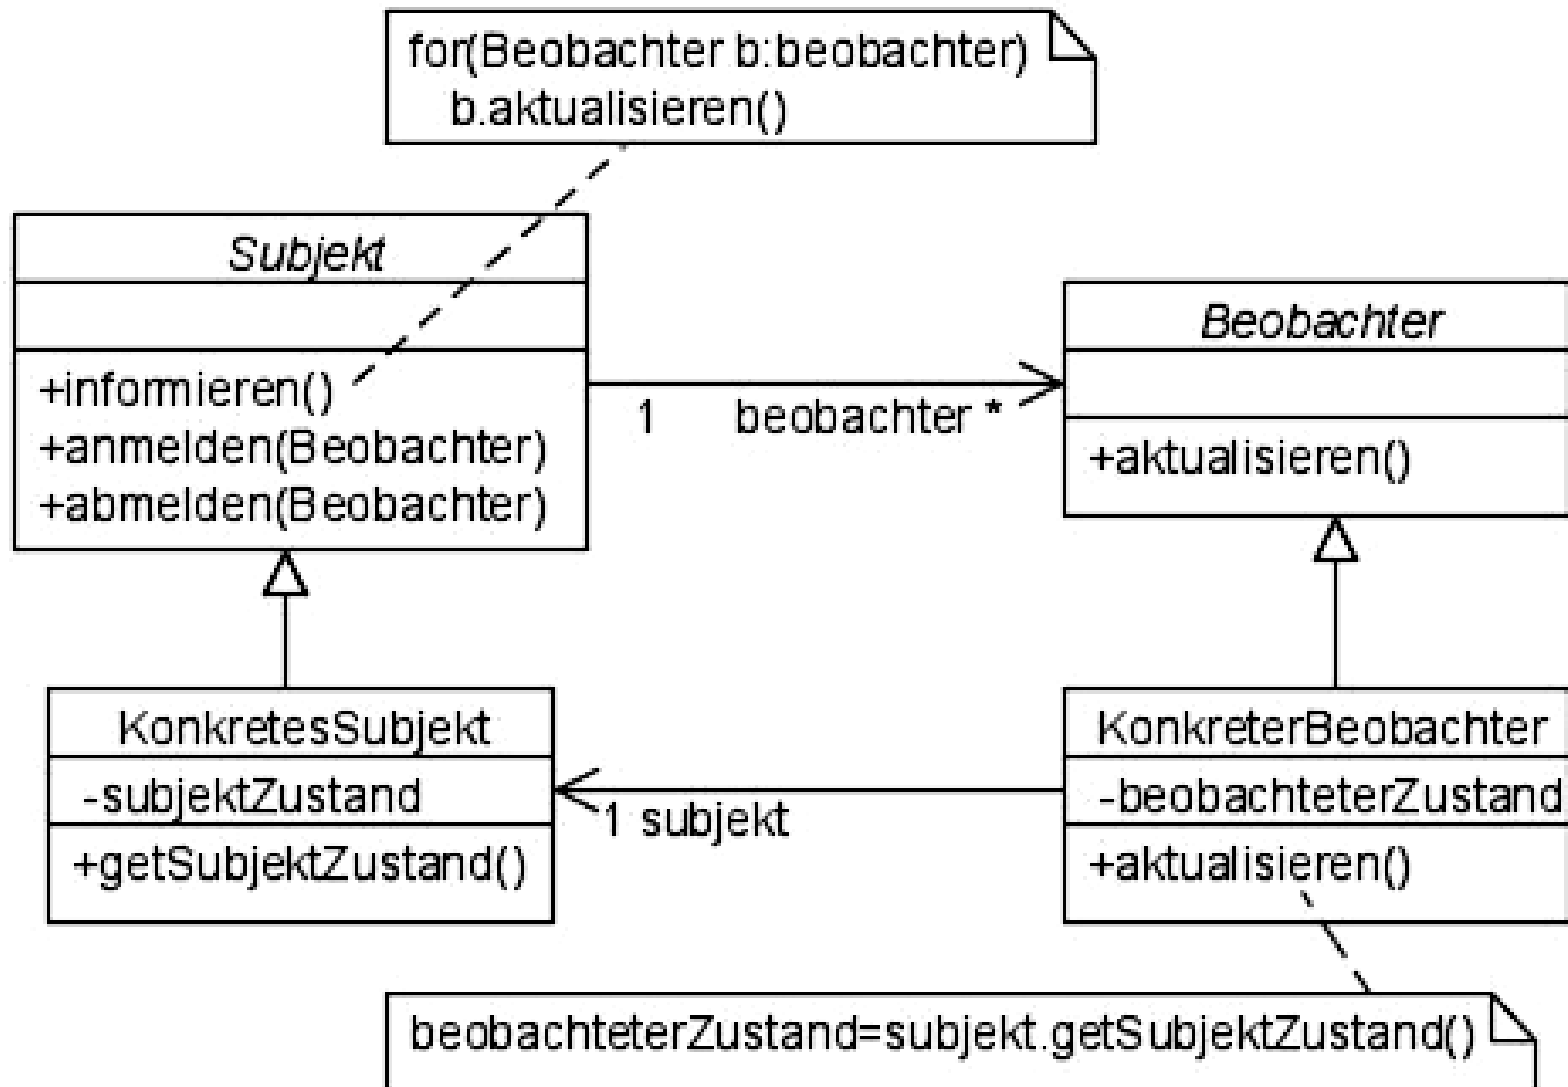 for(Beobachter b:beobachter)
b.aktualisieren()
Subjekt
+informieren()
+anmelden(Beobachter)
+abmelden(Beobachter)
1 beobachter *
Beobachter
+aktualisieren()
KonkretesSubjekt
-subjektZustand
+getSubjektZustand()
1 subjekt
KonkreterBeobachter
-beobachteterZustand
+aktualisieren()
beobachteterZustand=subjekt.getSubjektZustand()